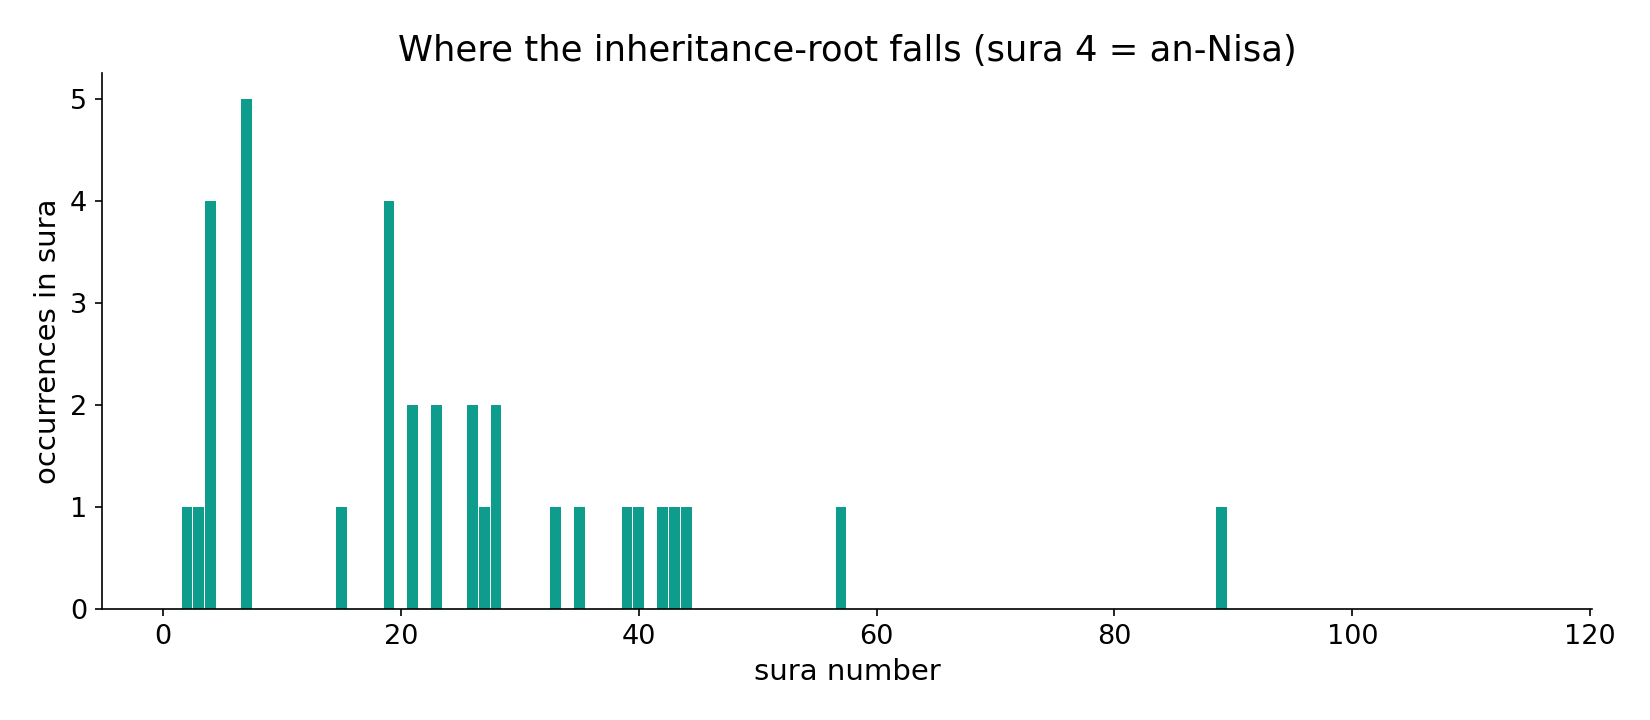 Where the inheritance-root falls (sura 4 = an-Nisa)
occurrences in sura
5
4
3
2
1
0
0 20 40 60 80 100 120
sura number